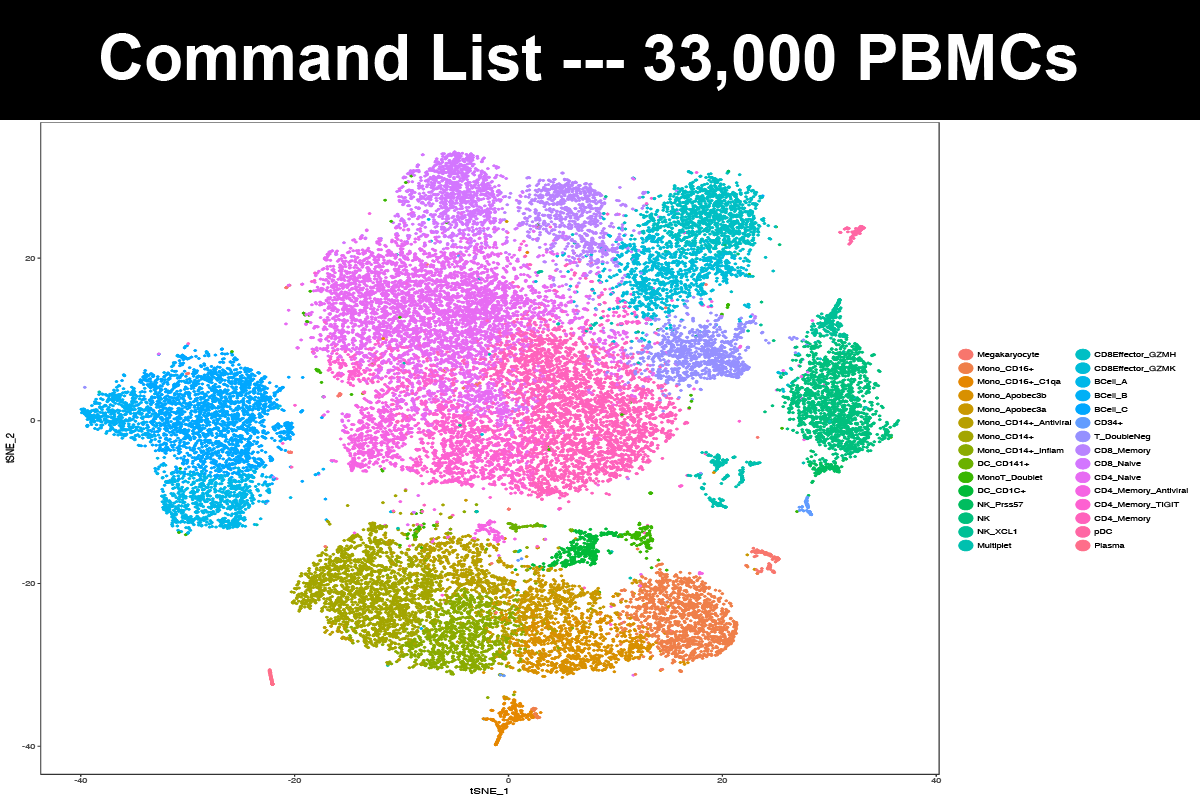 Command List --- 33,000 PBMCs
20
0
-20
-40
tSNE_2
-40
-20
0
20
40
tSNE_1
Megakaryocyte
Mono_CD16+
Mono_CD16+_C1qa
Mono_Apobec3b
Mono_Apobec3a
Mono_CD14+_Antiviral
Mono_CD14+
Mono_CD14+_Inflam
DC_CD141+
MonoT_Doublet
DC_CD1C+
NK_Prss57
NK
NK_XCL1
Multiplet
CD8Effector_GZMH
CD8Effector_GZMK
BCell_A
BCell_B
BCell_C
CD34+
T_DoubleNeg
CD8_Memory
CD8_Naive
CD4_Naive
CD4_Memory_Antiviral
CD4_Memory_TIGIT
CD4_Memory
pDC
Plasma